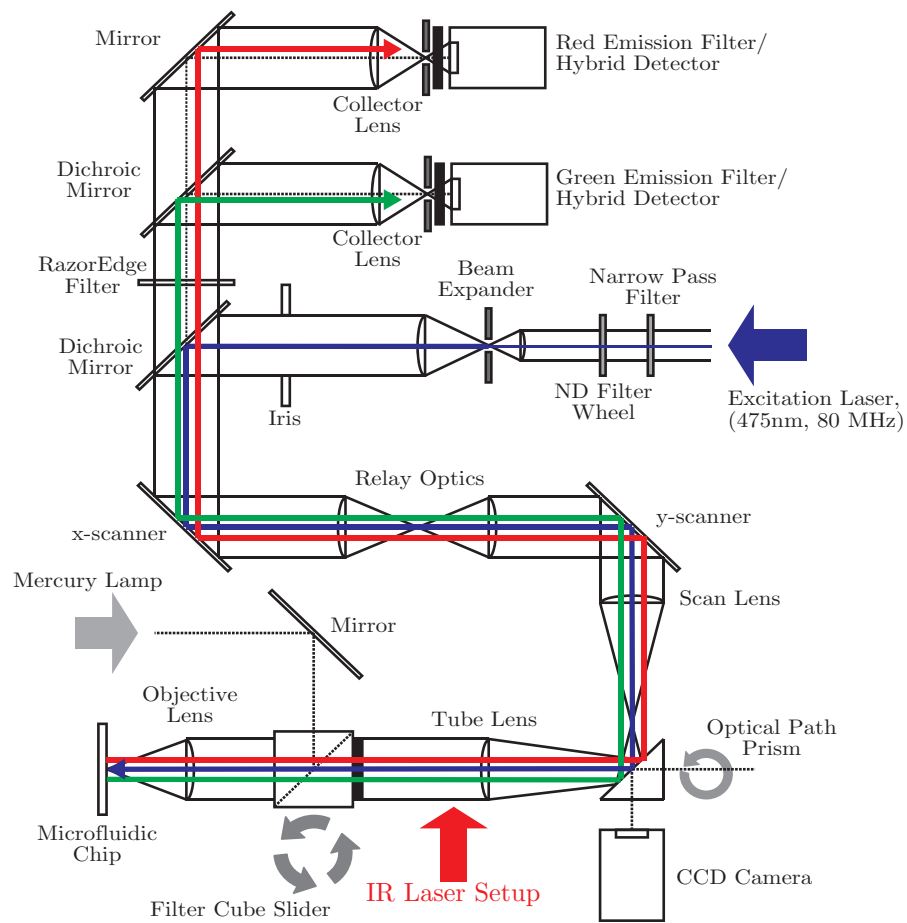 Mirror
Red Emission Filter/
Hybrid Detector
Collector
Lens
Dichroic
Mirror
Green Emission Filter/
Hybrid Detector
Collector
Lens
RazorEdge
Filter
Beam
Expander
Narrow Pass
Filter
Dichroic
Mirror
Iris
ND Filter
Wheel
Excitation Laser,
(475nm, 80 MHz)
Relay Optics
x-scanner
y-scanner
Mercury Lamp
Mirror
Scan Lens
Objective
Lens
Tube Lens
Optical Path
Prism
Microfluidic
Chip
Filter Cube Slider
IR Laser Setup
CCD Camera